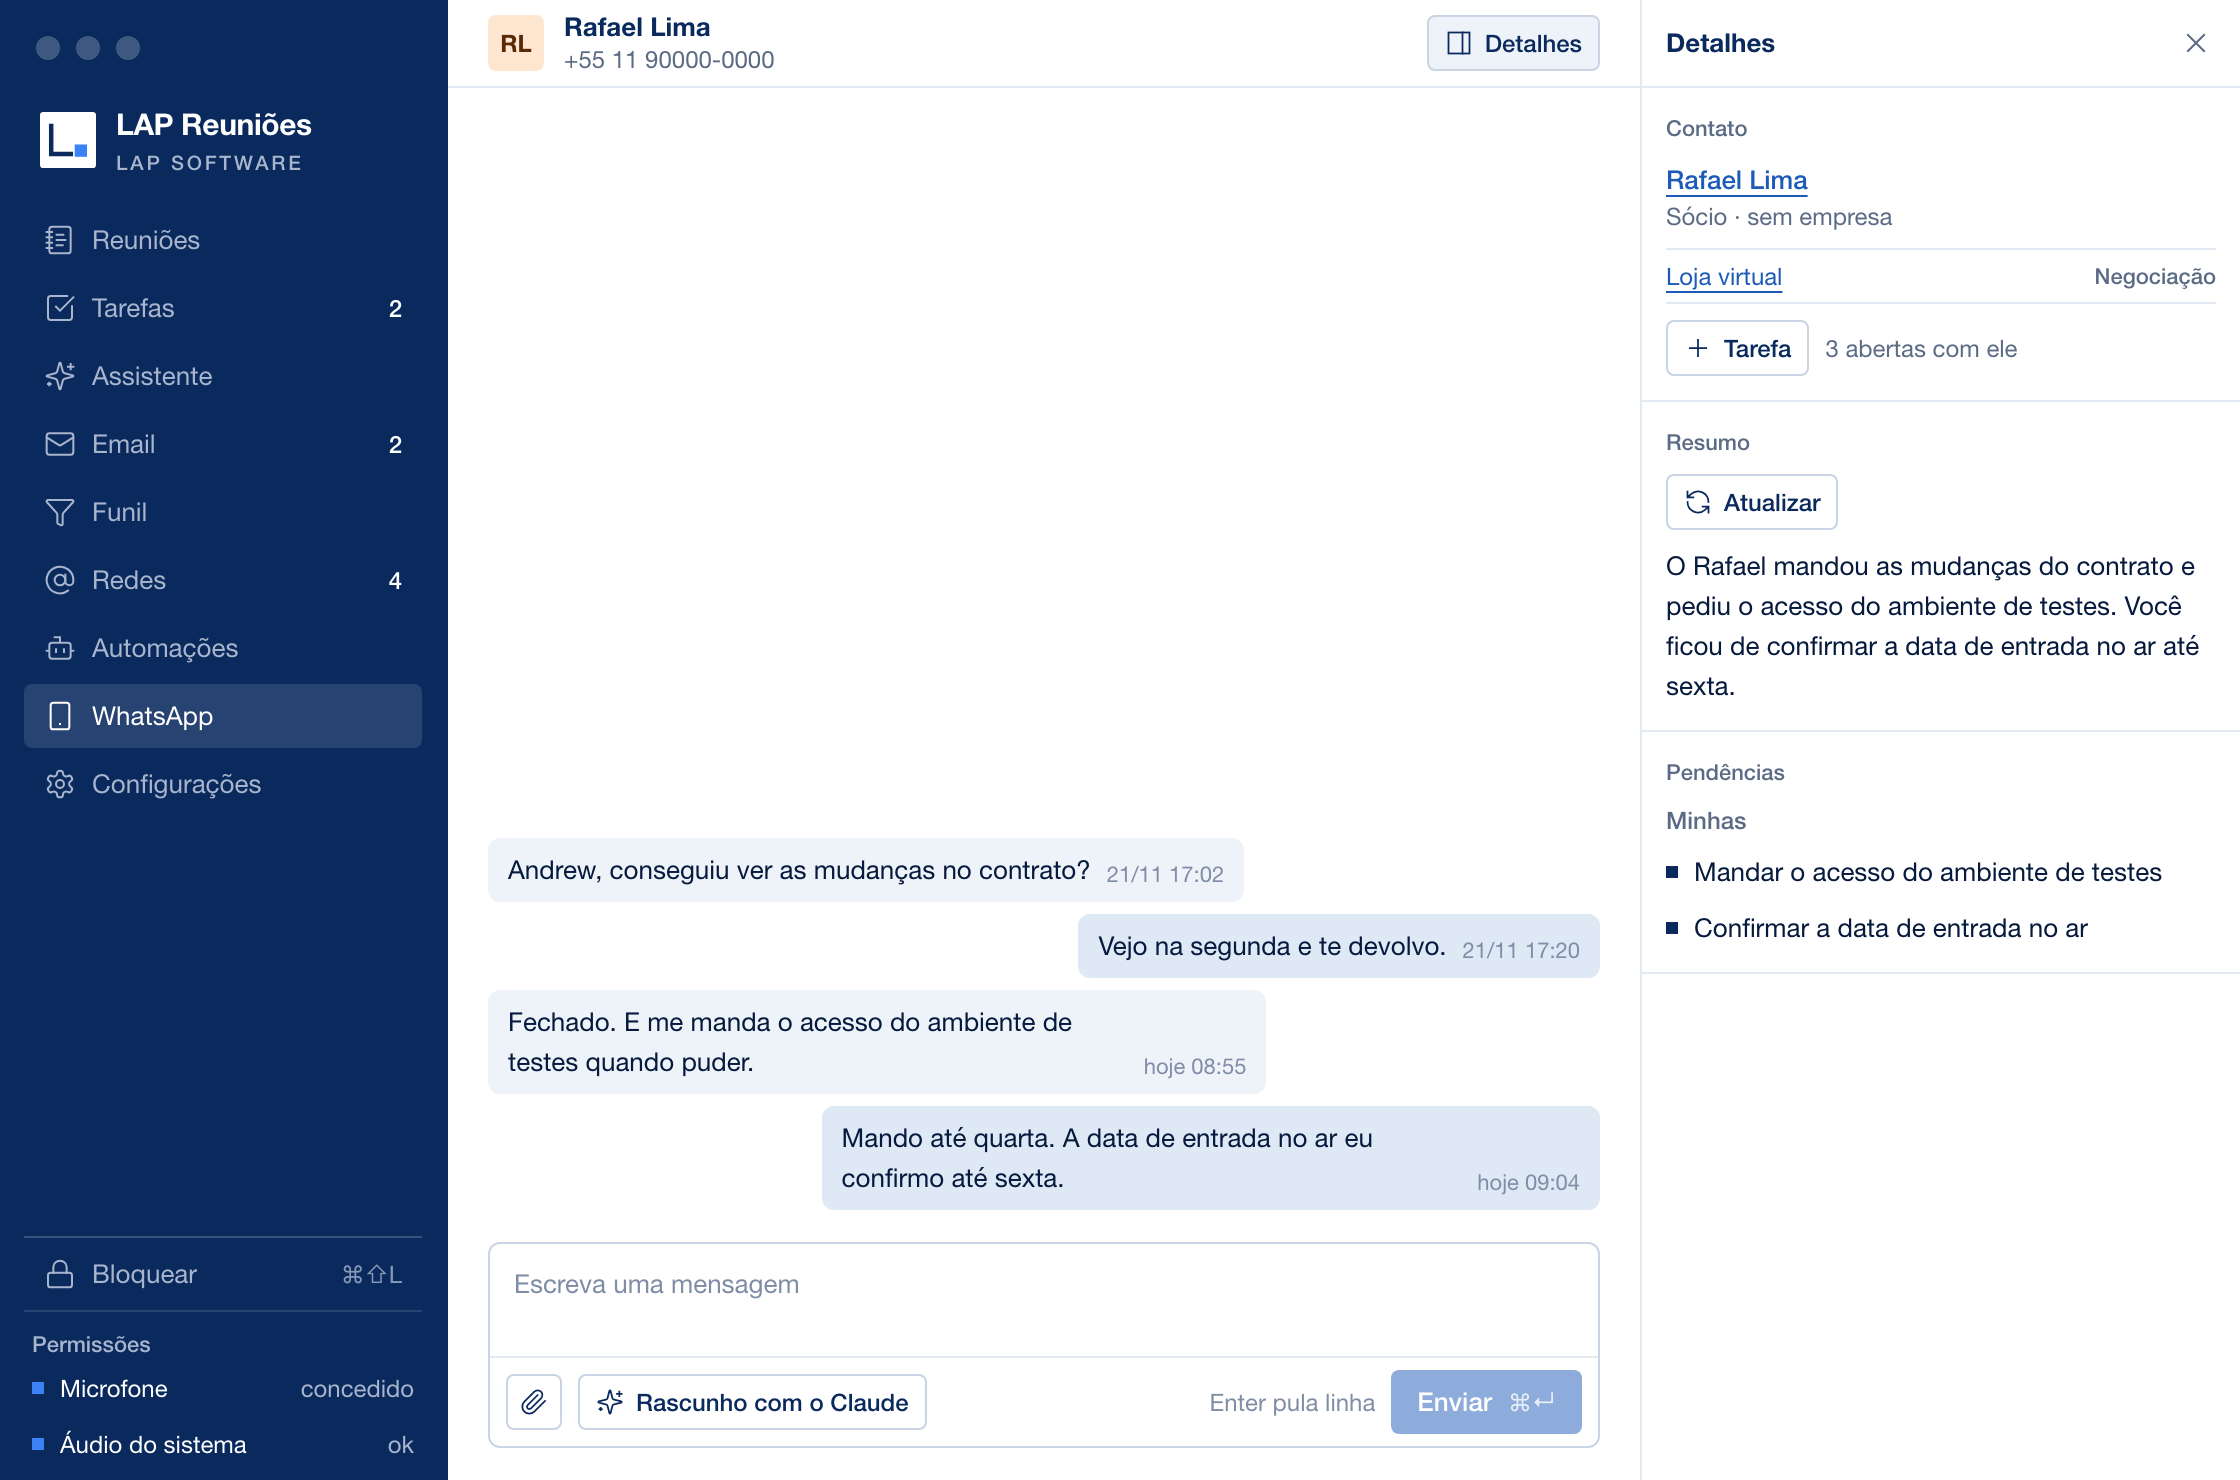 LAP Reuniões
LAP SOFTWARE
Reuniões
Tarefas 2
Assistente
Email 2
Funil
Redes 4
Automações
WhatsApp
Configurações
Bloquear ⌘⇧L
Permissões
Microfone concedido
Áudio do sistema ok
RL
Rafael Lima
+55 11 90000-0000
Detalhes
Andrew, conseguiu ver as mudanças no contrato? 21/11 17:02
Vejo na segunda e te devolvo. 21/11 17:20
Fechado. E me manda o acesso do ambiente de
testes quando puder. hoje 08:55
Mando até quarta. A data de entrada no ar eu
confirmo até sexta. hoje 09:04
Escreva uma mensagem
Rascunho com o Claude
Enter pula linha
Enviar ⌘↵
Detalhes
Contato
Rafael Lima
Sócio · sem empresa
Loja virtual Negociação
Tarefa
3 abertas com ele
Resumo
Atualizar
O Rafael mandou as mudanças do contrato e
pediu o acesso do ambiente de testes. Você
ficou de confirmar a data de entrada no ar até
sexta.
Pendências
Minhas
Mandar o acesso do ambiente de testes
Confirmar a data de entrada no ar